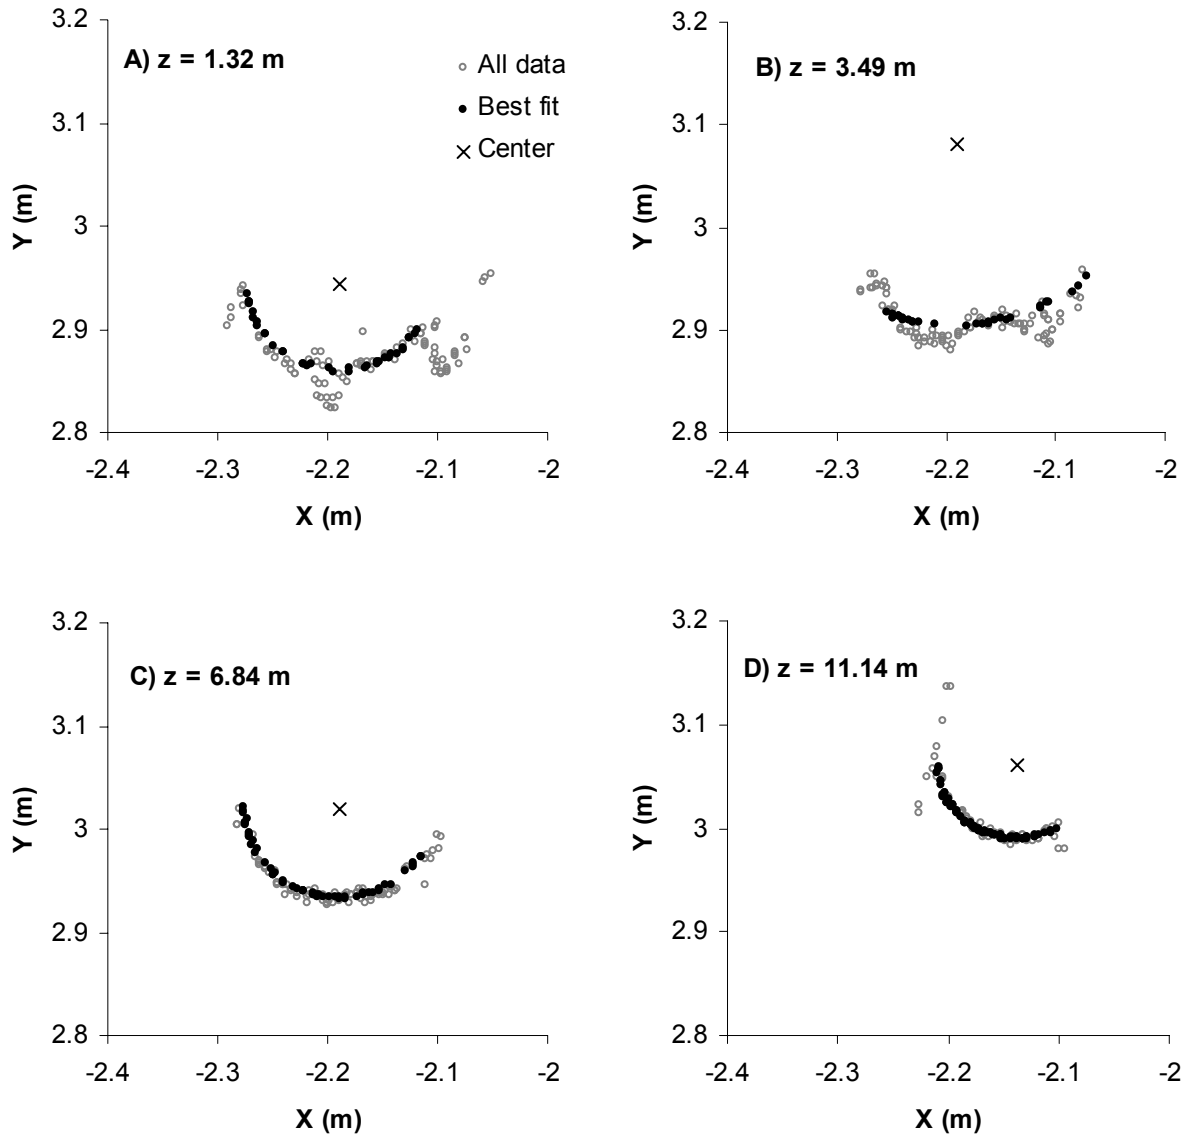 A) z = 1.32 m
All data
Best fit
Center
Y (m)
3.2
3.1
3
2.9
2.8
-2.4
-2.3
-2.2
-2.1
-2
X (m)
B) z = 3.49 m
Y (m)
3.2
3.1
3
2.9
2.8
-2.4
-2.3
-2.2
-2.1
-2
X (m)
C) z = 6.84 m
Y (m)
3.2
3.1
3
2.9
2.8
-2.4
-2.3
-2.2
-2.1
-2
X (m)
D) z = 11.14 m
Y (m)
3.2
3.1
3
2.9
2.8
-2.4
-2.3
-2.2
-2.1
-2
X (m)